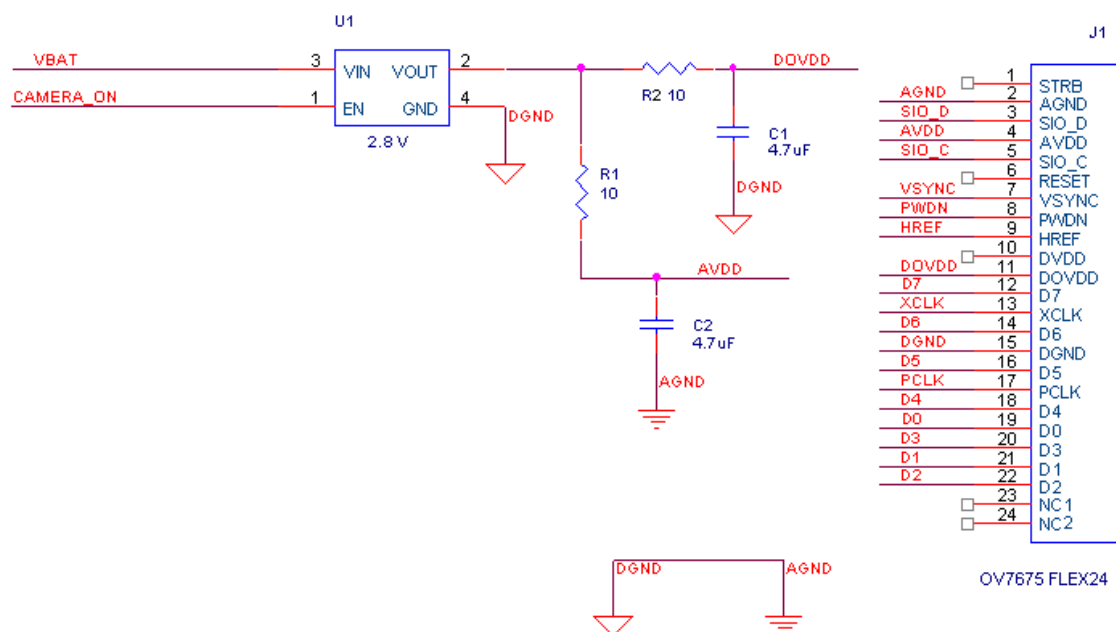 U1
VBAT
3
VIN
VOUT
2
CAMERA_ON
1
EN
GND
4
DGND
2.8 V
R2 10
DOVDD
C1
4.7uF
DGND
R1
10
AVDD
C2
4.7uF
AGND
DGND
AGND
J1
1
STRB
AGND
2
AGND
SIO_D
3
SIO_D
AVDD
4
AVDD
SIO_C
5
SIO_C
6
RESET
VSYNC
7
VSYNC
PWDN
8
PWDN
HREF
9
HREF
10
DVDD
DOVDD
11
DOVDD
D7
12
D7
XCLK
13
XCLK
D6
14
D6
DGND
15
DGND
D5
16
D5
PCLK
17
PCLK
D4
18
D4
D0
19
D0
D3
20
D3
D1
21
D1
D2
22
D2
23
NC1
24
NC2
OV7675 FLEX24